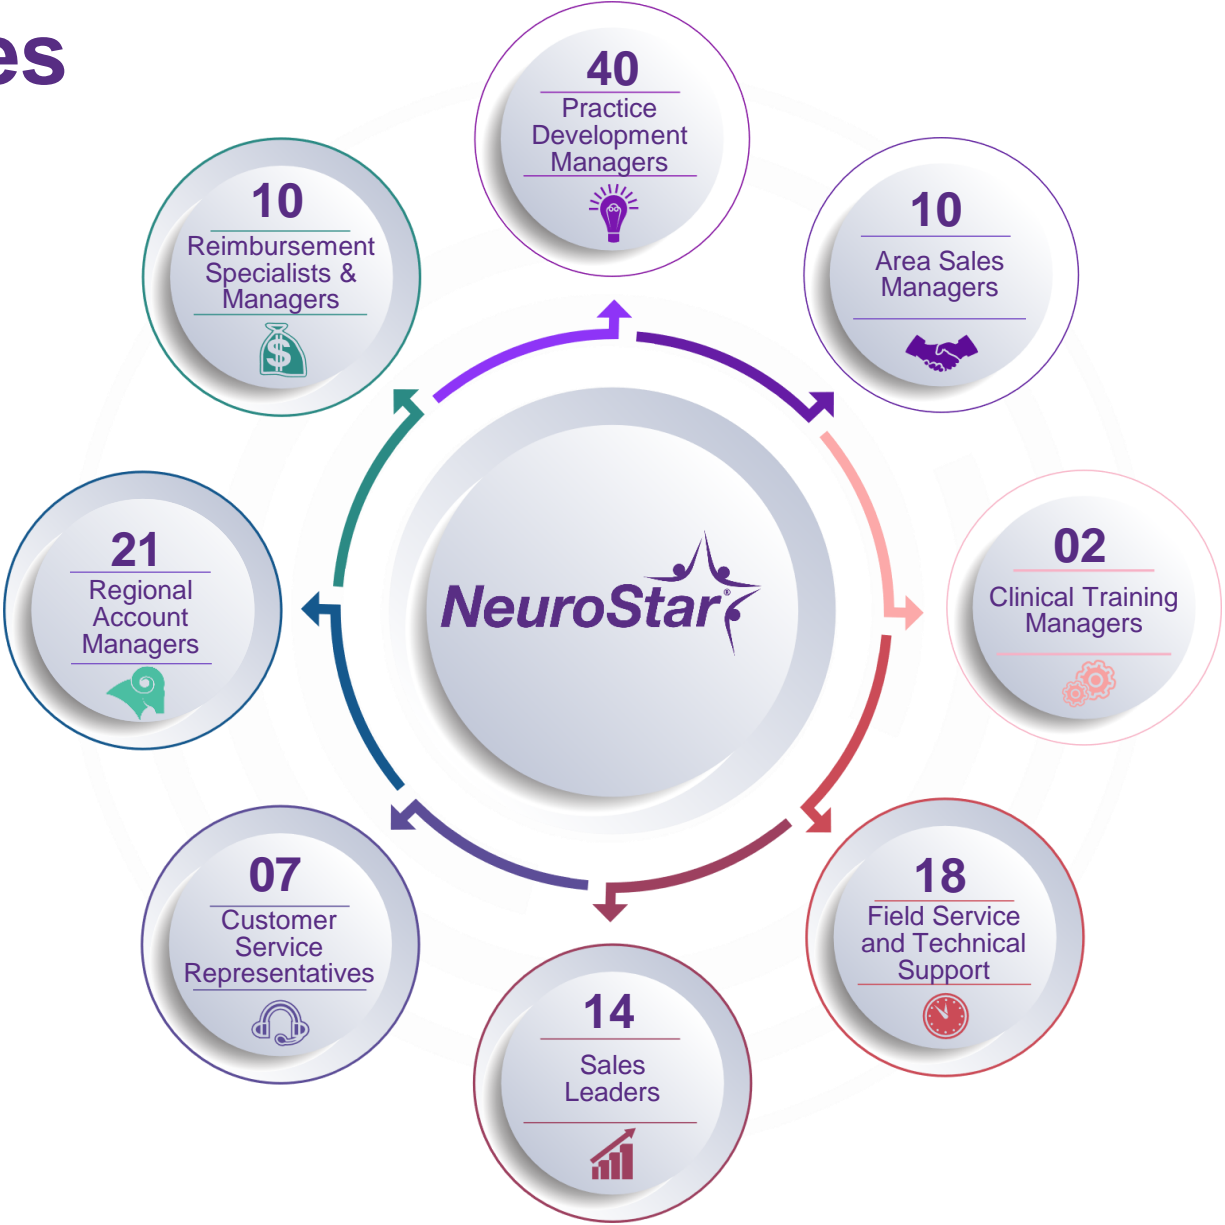 es
40
Practice
Development
Managers
10
Area Sales
Managers
02
Clinical Training
Managers
18
Field Service
and Technical
Support
14
Sales
Leaders
07
Customer
Service
Representatives
21
Regional
Account
Managers
10
Reimbursement
Specialists &
Managers
NeuroStar®